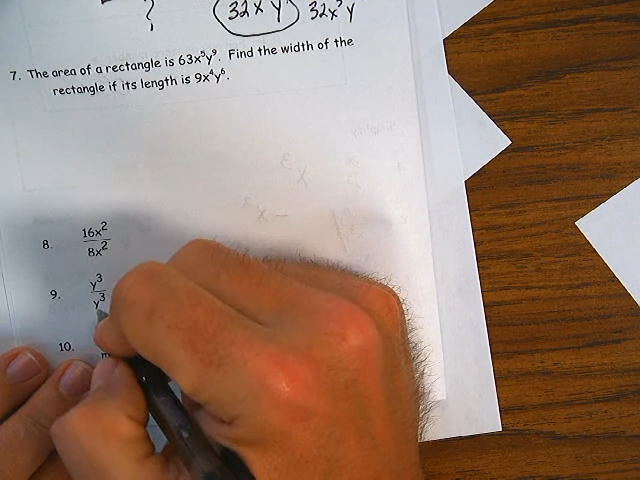 ?
32x y 32x y
7. The area of a rectangle is 63x⁵y⁹. Find the width of the
rectangle if its length is 9x⁴y⁶.
8. 16x²
8x²
9. y³
y³
10.
m